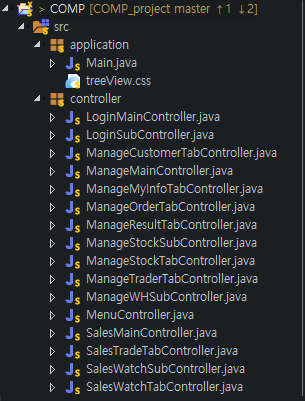 > COMP [COMP_project master ↑1 ↓2]
> src
application
Main.java
treeView.css
controller
LoginMainController.java
LoginSubController.java
ManageCustomerTabController.java
ManageMainController.java
ManageMyInfoTabController.java
ManageOrderTabController.java
ManageResultTabController.java
ManageStockSubController.java
ManageStockTabController.java
ManageTraderTabController.java
ManageWHSubController.java
MenuController.java
SalesMainController.java
SalesTradeTabController.java
SalesWatchSubController.java
SalesWatchTabController.java